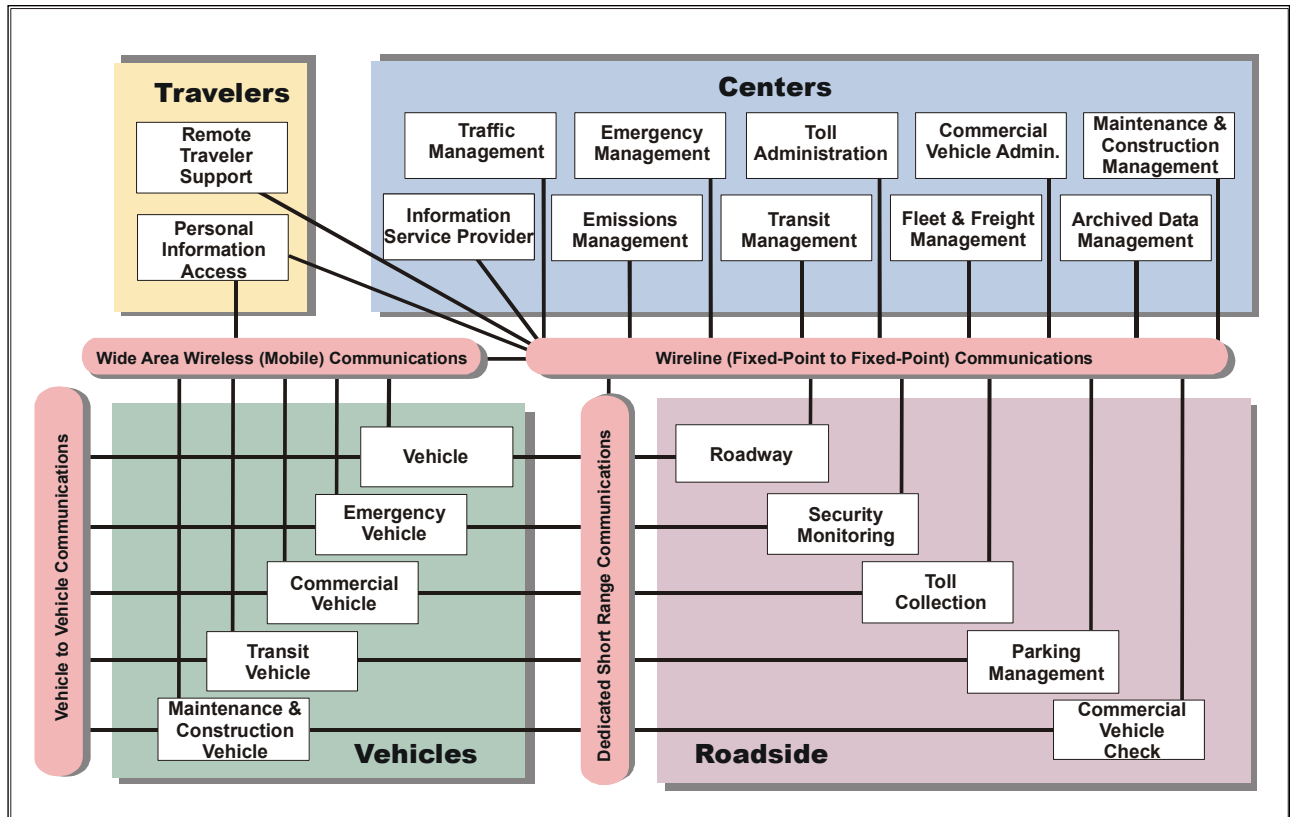 Travelers
Remote
Traveler
Support
Personal
Information
Access
Centers
Traffic
Management
Emergency
Management
Toll
Administration
Commercial
Vehicle Admin.
Maintenance &
Construction
Management
Information
Service Provider
Emissions
Management
Transit
Management
Fleet & Freight
Management
Archived Data
Management
Wide Area Wireless (Mobile) Communications
Wireline (Fixed-Point to Fixed-Point) Communications
Vehicle to Vehicle Communications
Vehicle
Emergency
Vehicle
Commercial
Vehicle
Transit
Vehicle
Maintenance &
Construction
Vehicle
Vehicles
Dedicated Short Range Communications
Roadway
Security
Monitoring
Toll
Collection
Parking
Management
Commercial
Vehicle
Check
Roadside